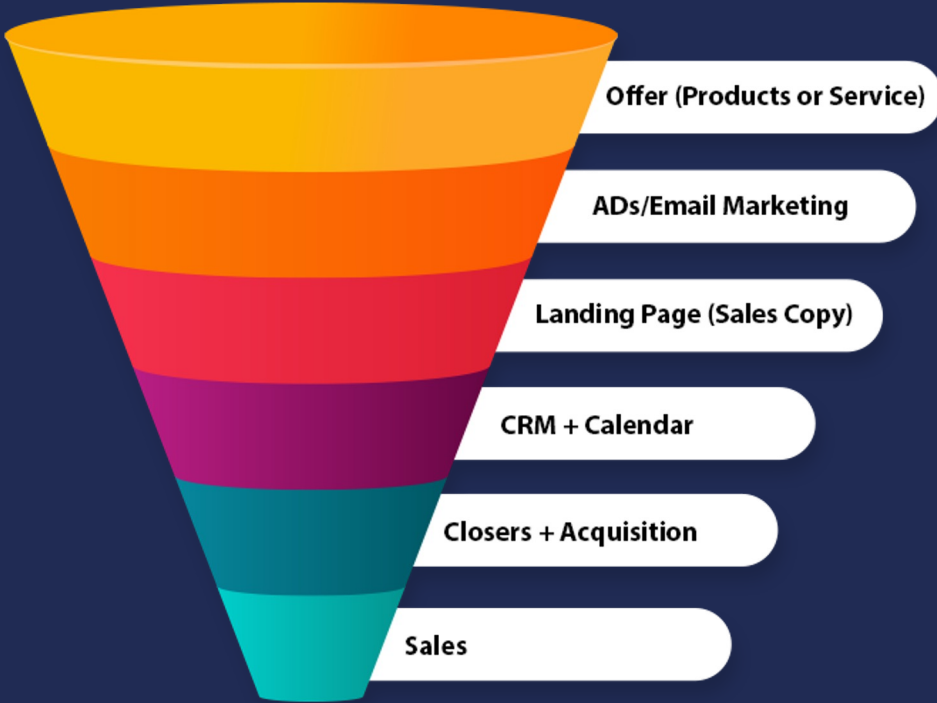 Offer (Products or Service)
ADs/Email Marketing
Landing Page (Sales Copy)
CRM + Calendar
Closers + Acquisition
Sales